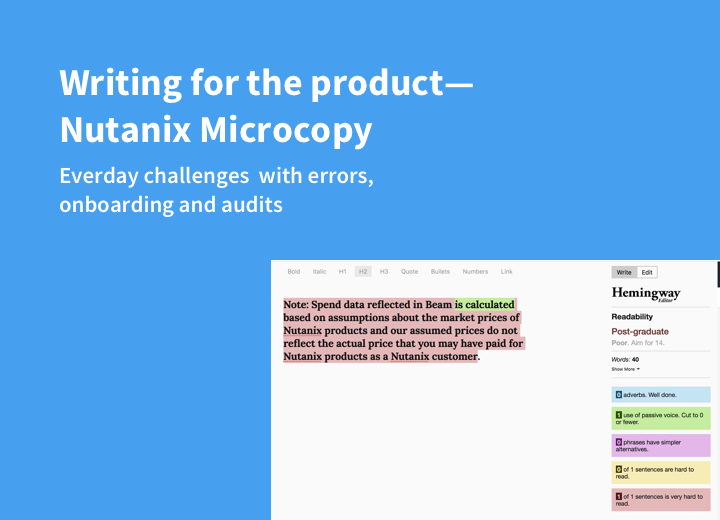 Writing for the product—
Nutanix Microcopy
Everday challenges  with errors,
onboarding and audits
Bold Italic H1 H2 H3 Quote Bullets Numbers Link
Note: Spend data reflected in Beam is calculated
based on assumptions about the market prices of
Nutanix products and our assumed prices do not
reflect the actual price that you may have paid for
Nutanix products as a Nutanix customer.
Write Edit
Hemingway
Editor
Readability
Post-graduate
Poor. Aim for 14.
Words: 40
Show More
0 adverbs. Well done.
1 use of passive voice. Cut to 0
or fewer.
0 phrases have simpler
alternatives.
0 of 1 sentences are hard to
read.
1 of 1 sentences is very hard to
read.